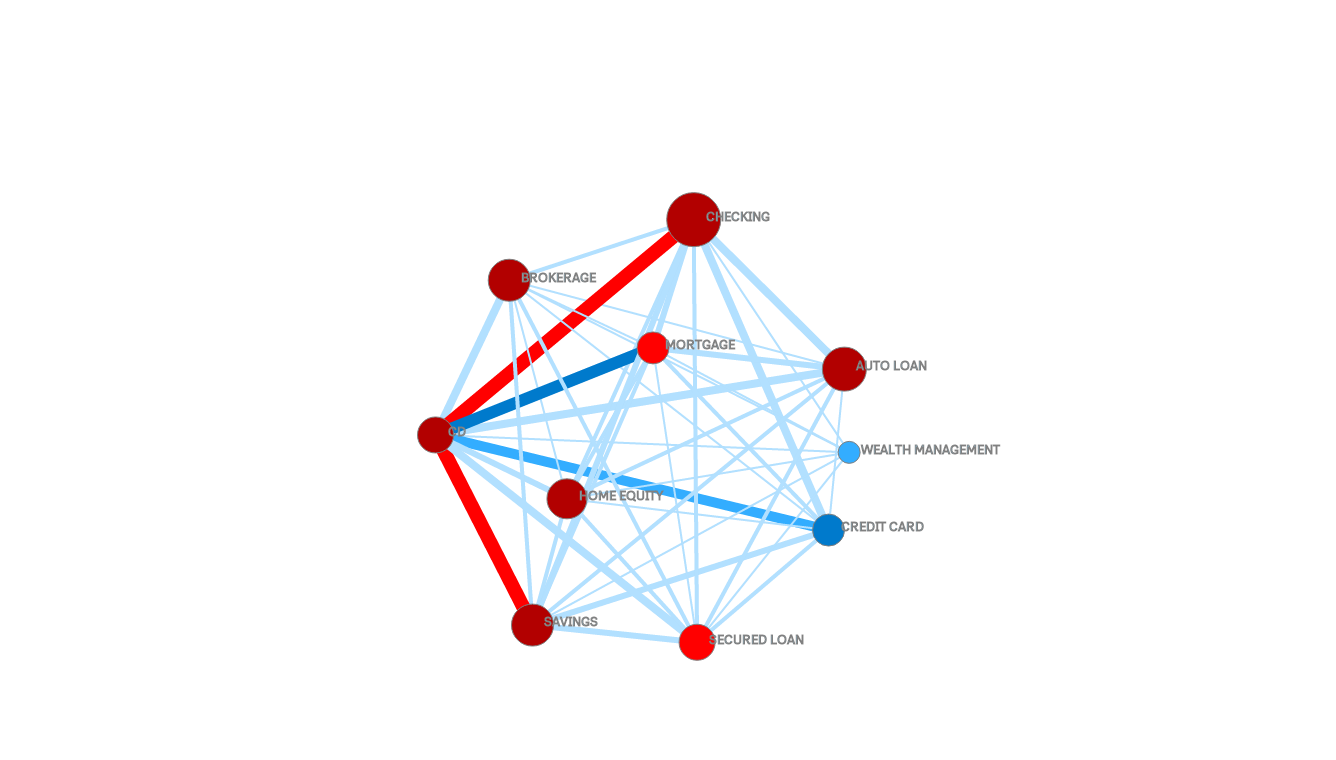 CHECKING
BROKERAGE
MORTGAGE
AUTO LOAN
CD
WEALTH MANAGEMENT
HOME EQUITY
CREDIT CARD
SAVINGS
SECURED LOAN